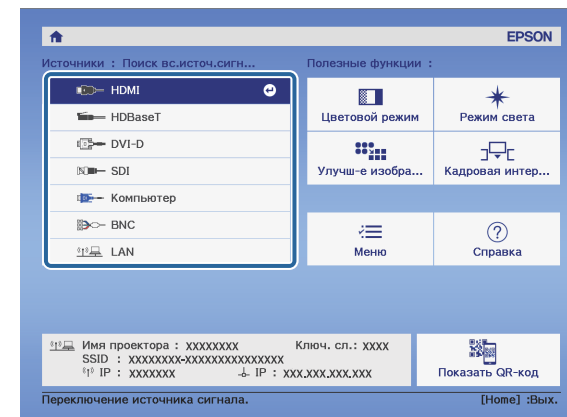 EPSON
Источники : Поиск вс.источ.сигн...
HDMI
HDBaseT
DVI-D
SDI
Компьютер
BNC
LAN
Полезные функции :
Цветовой режим
Режим света
Улучш-е изобра...
Кадровая интер...
Меню
Справка
Имя проектора : xxxxxxxx Ключ. сл.: xxxx
SSID : xxxxxxxx-xxxxxxxxxxxxxxx
IP : xxxxxxx IP : xxx.xxx.xxx.xxx
Показать QR-код
Переключение источника сигнала. [Home] :Вых.